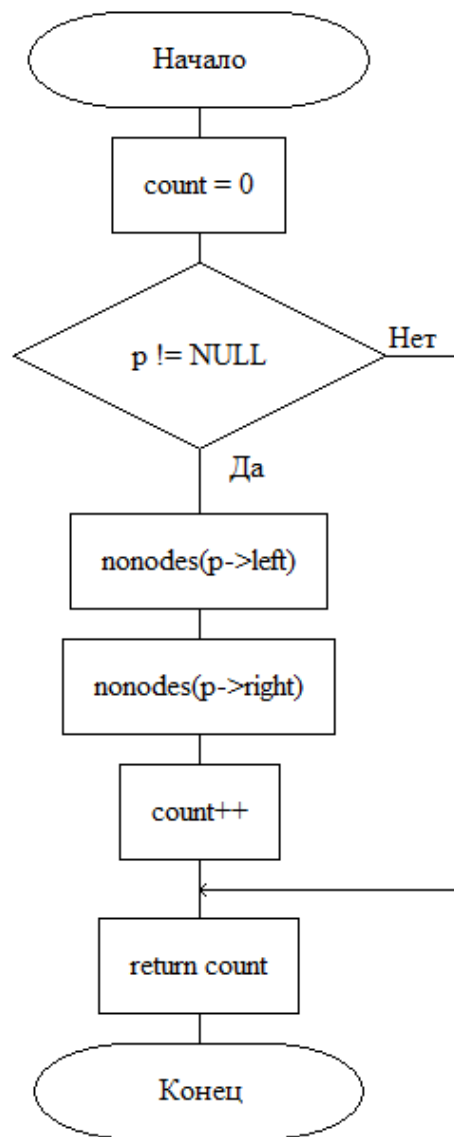 Начало
count = 0
p != NULL
Нет
Да
nonodes(p->left)
nonodes(p->right)
count++
return count
Конец